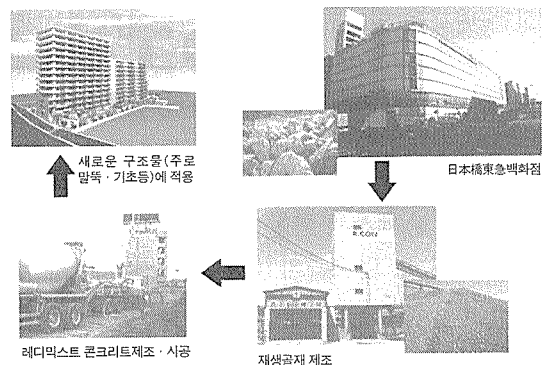 새로운 구조물(주로
말뚝 · 기초등)에 적용
日本橋東急백화점
R.CON
레디믹스트 콘크리트제조 · 시공
재생골재 제조